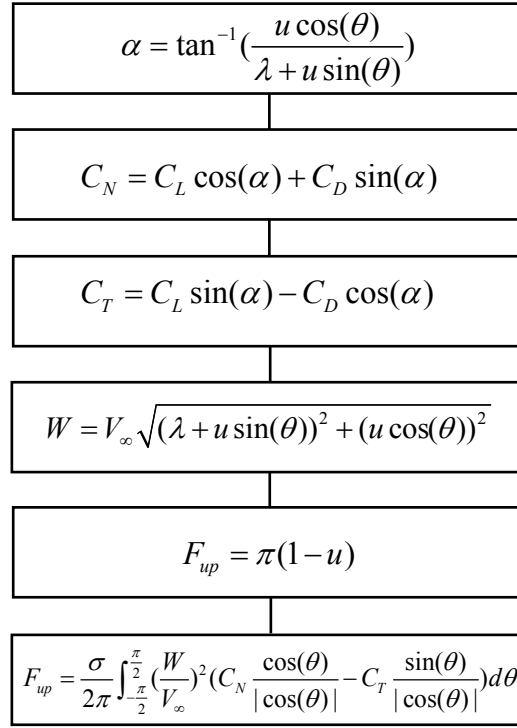 α = tan⁻¹(u cos(θ) / λ + u sin(θ))
C_N = C_L cos(α) + C_D sin(α)
C_T = C_L sin(α) − C_D cos(α)
W = V_∞ √((λ + u sin(θ))² + (u cos(θ))²)
F_up = π(1 − u)
F_up = σ/2π ∫_{-π/2}^{π/2} (W/V_∞)² (C_N cos(θ)/|cos(θ)| − C_T sin(θ)/|cos(θ)|)dθ